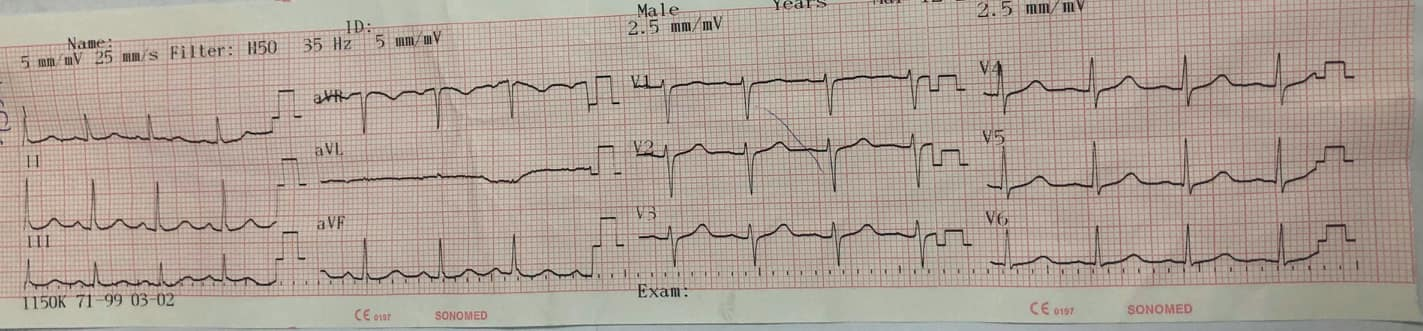 Male
Years
2.5 mm/mV
ID:
2.5 mm/mV
Name:
5 mm/mV 25 mm/s Filter: H50 35 Hz 5 mm/mV
aVR
V1
V4
II
aVL
V2
V5
III
aVF
V3
V6
1150K 71-99 03-02
Exam:
CE 0197 SONOMED
CE 0197 SONOMED